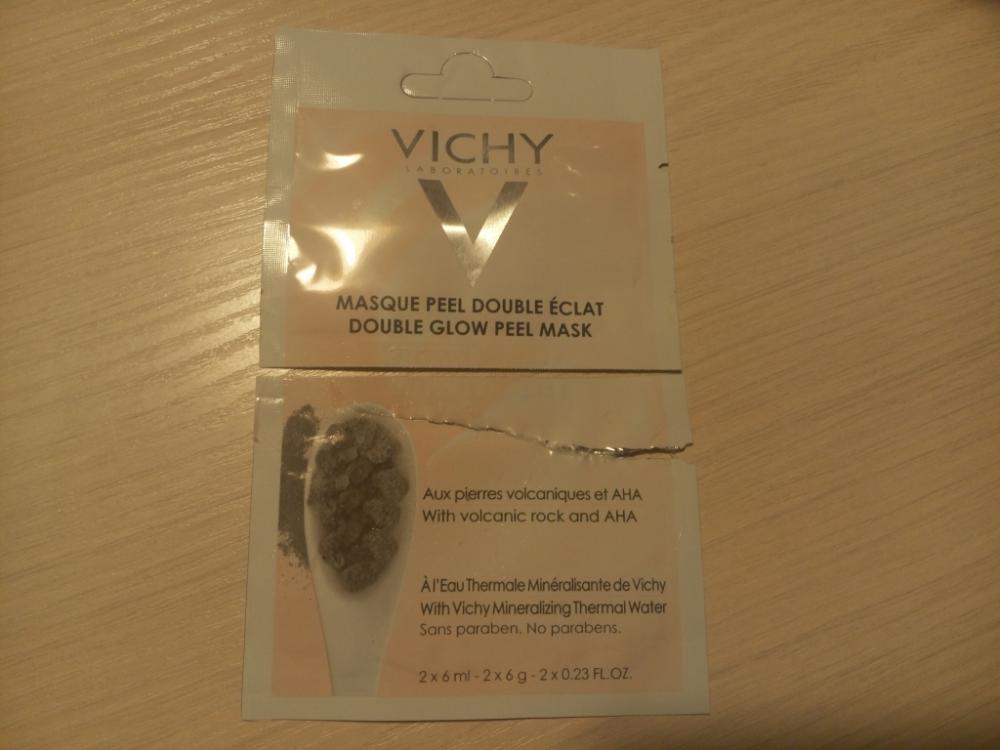 VICHY
LABORATOIRES
MASQUE PEEL DOUBLE ÉCLAT
DOUBLE GLOW PEEL MASK
Aux pierres volcaniques et AHA
With volcanic rock and AHA
À l'Eau Thermale Minéralisante de Vichy
With Vichy Mineralizing Thermal Water
Sans paraben. No parabens.
2 x 6 ml - 2 x 6 g - 2 x 0.23 FL.OZ.